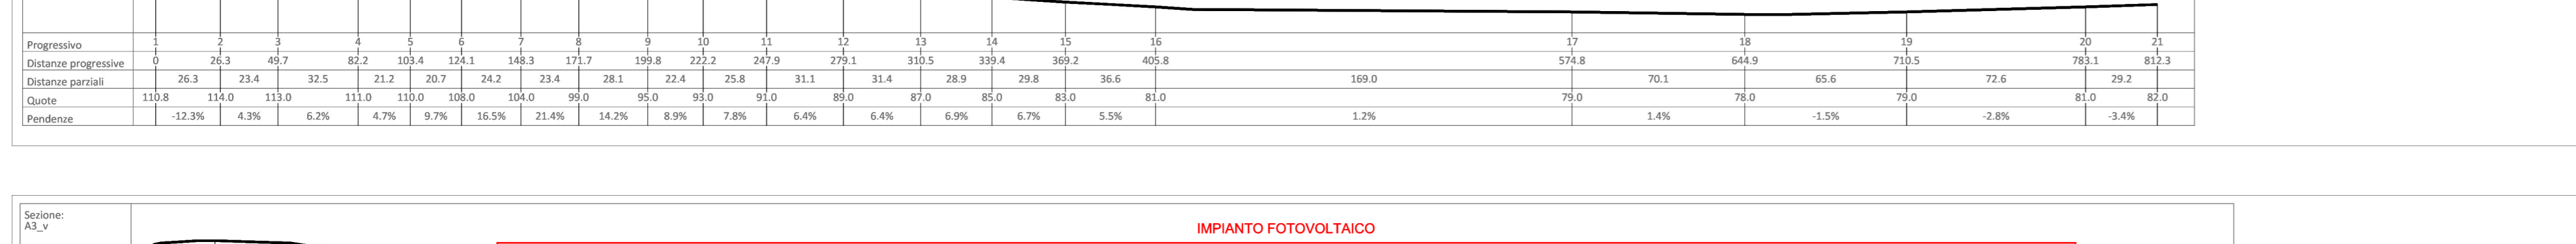 Progressivo 1 2 3 4 5 6 7 8 9 10 11 12 13 14 15 16 17 18 19 20 21
Distanze progressive 0 26.3 49.7 82.2 103.4 124.1 148.3 171.7 199.8 222.2 247.9 279.1 310.5 339.4 369.2 405.8 574.8 644.9 710.5 783.1 812.3
Distanze parziali 26.3 23.4 32.5 21.2 20.7 24.2 23.4 28.1 22.4 25.8 31.1 31.4 28.9 29.8 36.6 169.0 70.1 65.6 72.6 29.2
Quote 110.8 114.0 113.0 111.0 110.0 108.0 104.0 99.0 95.0 93.0 91.0 89.0 87.0 85.0 83.0 81.0 79.0 78.0 79.0 81.0 82.0
Pendenze -12.3% 4.3% 6.2% 4.7% 9.7% 16.5% 21.4% 14.2% 8.9% 7.8% 6.4% 6.4% 6.9% 6.7% 5.5% 1.2% 1.4% -1.5% -2.8% -3.4%
Sezione:
A3_v
IMPIANTO FOTOVOLTAICO